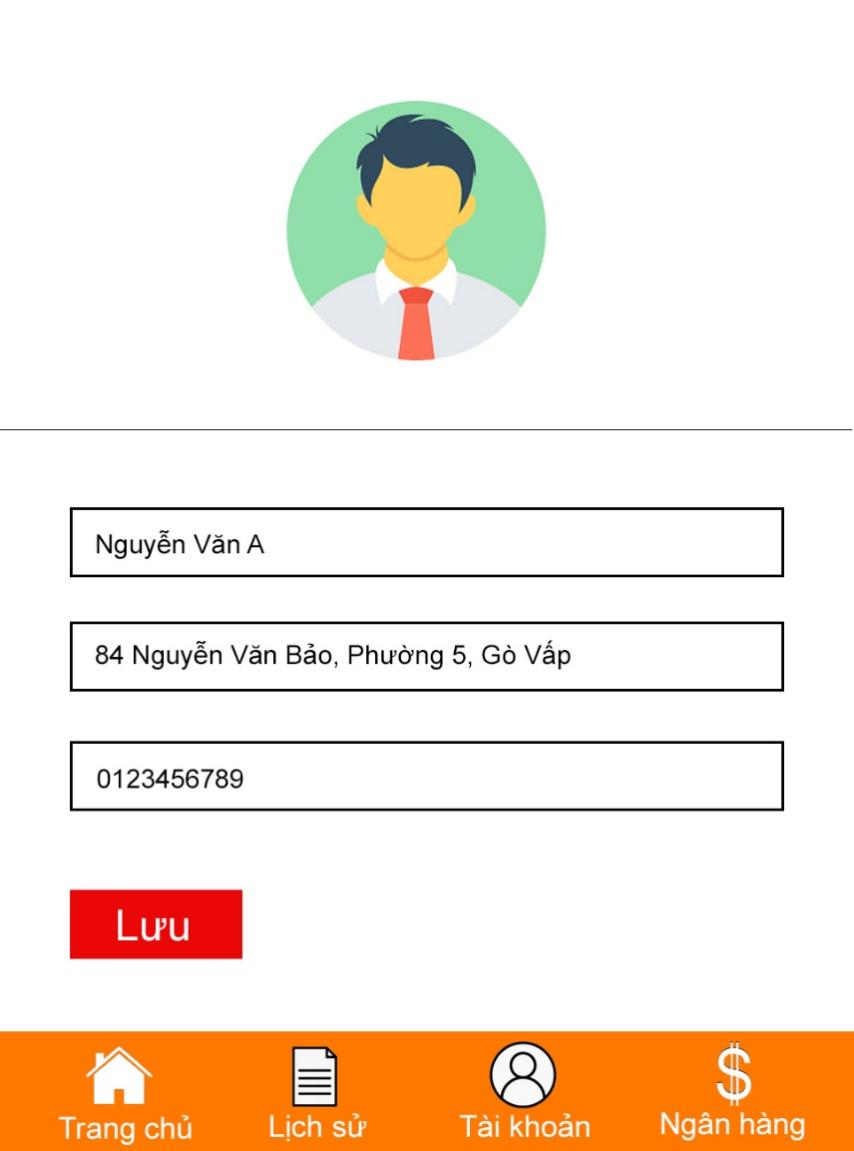 Nguyễn Văn A
84 Nguyễn Văn Bảo, Phường 5, Gò Vấp
0123456789
Lưu
Trang chủ
Lịch sử
Tài khoản
Ngân hàng